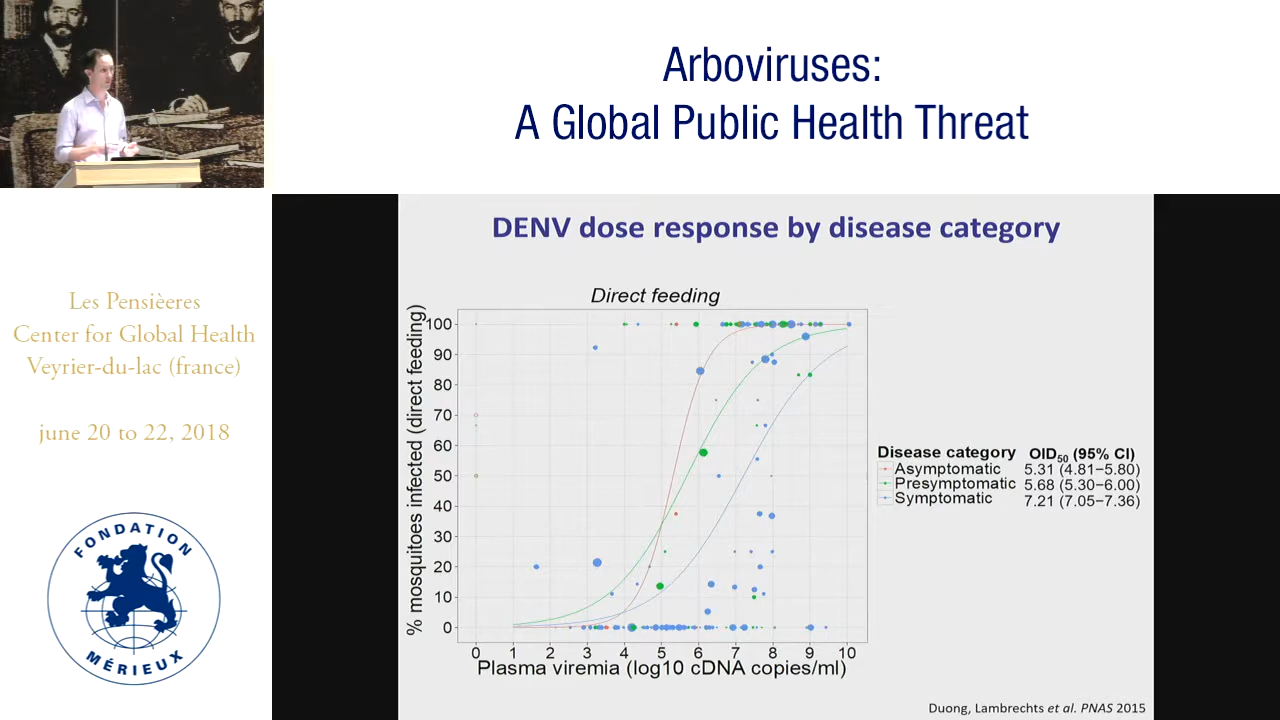 Arboviruses:
A Global Public Health Threat
Les Pensièeres
Center for Global Health
Veyrier-du-lac (france)
june 20 to 22, 2018
FONDATION
MÉRIEUX
DENV dose response by disease category
Direct feeding
% mosquitoes infected (direct feeding)
100
90
80
70
60
50
40
30
20
10
0
0 1 2 3 4 5 6 7 8 9 10
Plasma viremia (log10 cDNA copies/ml)
Disease category OID50 (95% CI)
Asymptomatic 5.31 (4.81–5.80)
Presymptomatic 5.68 (5.30–6.00)
Symptomatic 7.21 (7.05–7.36)
Duong, Lambrechts et al. PNAS 2015